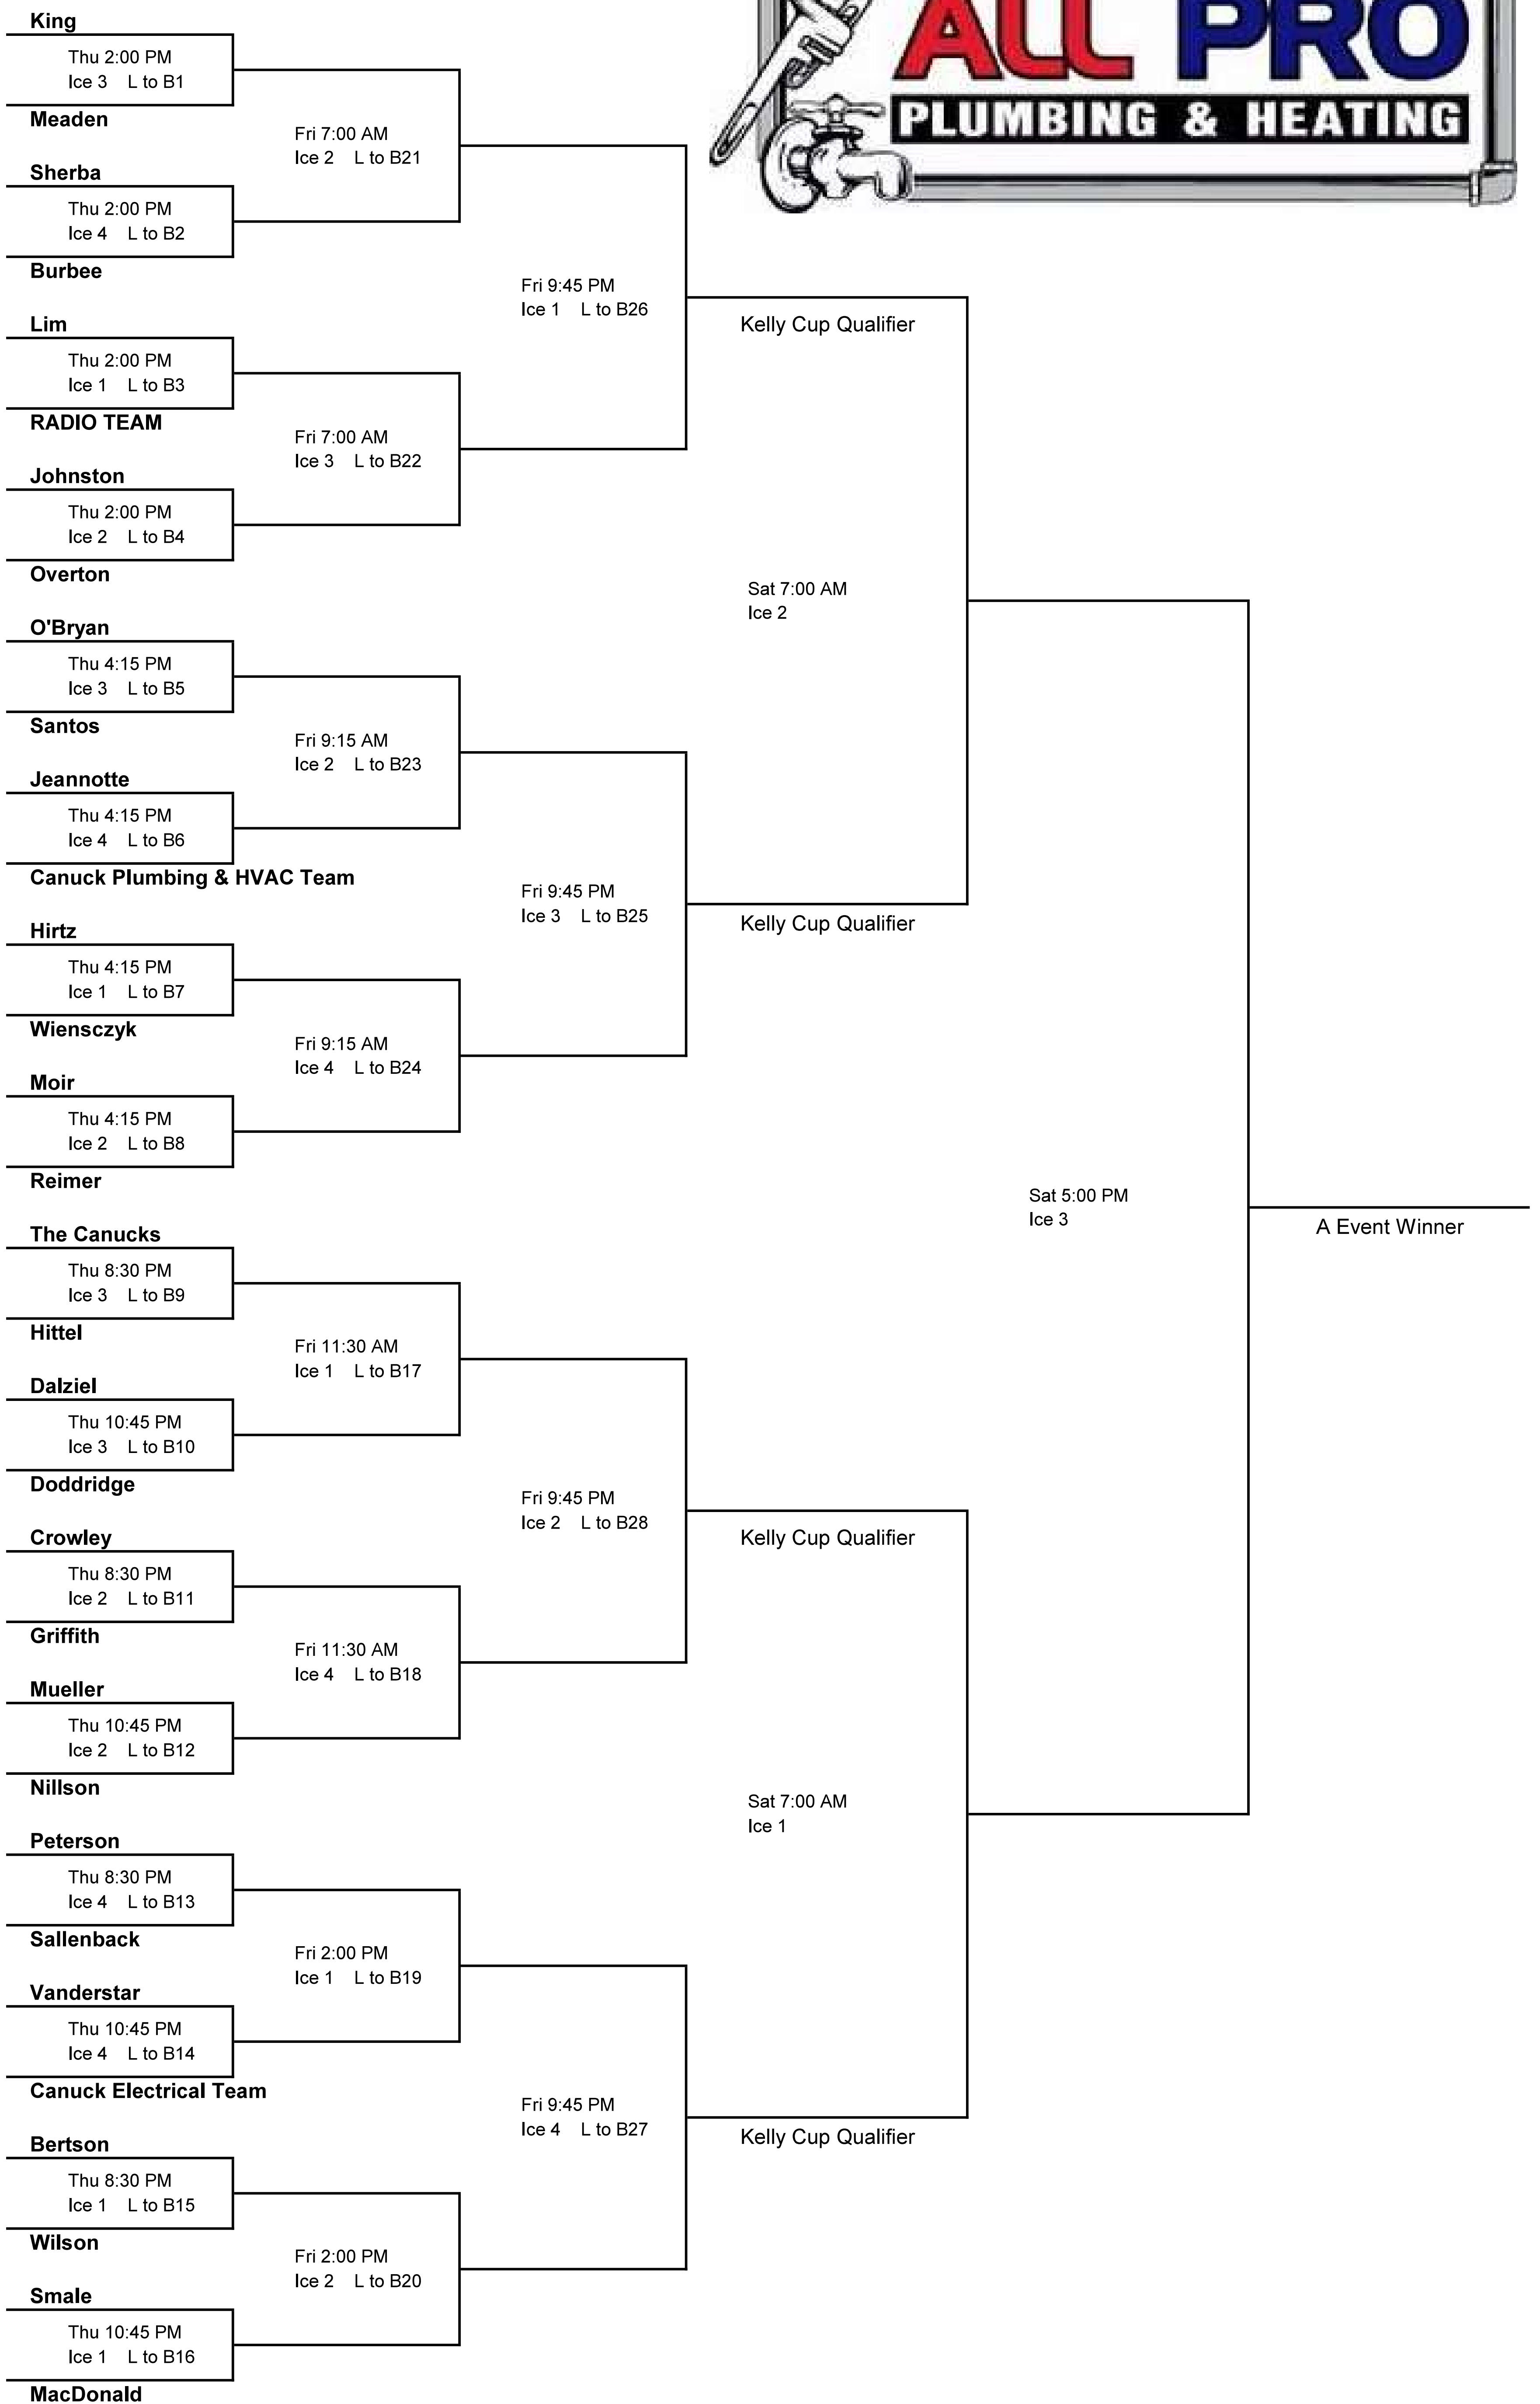 ALL PRO
PLUMBING & HEATING
King
Thu 2:00 PM
Ice 3 L to B1
Meaden
Fri 7:00 AM
Ice 2 L to B21
Sherba
Thu 2:00 PM
Ice 4 L to B2
Burbee
Fri 9:45 PM
Ice 1 L to B26
Kelly Cup Qualifier
Lim
Thu 2:00 PM
Ice 1 L to B3
RADIO TEAM
Fri 7:00 AM
Ice 3 L to B22
Johnston
Thu 2:00 PM
Ice 2 L to B4
Overton
Sat 7:00 AM
Ice 2
O'Bryan
Thu 4:15 PM
Ice 3 L to B5
Santos
Fri 9:15 AM
Ice 2 L to B23
Jeannotte
Thu 4:15 PM
Ice 4 L to B6
Canuck Plumbing & HVAC Team
Fri 9:45 PM
Ice 3 L to B25
Kelly Cup Qualifier
Hirtz
Thu 4:15 PM
Ice 1 L to B7
Wiensczyk
Fri 9:15 AM
Ice 4 L to B24
Moir
Thu 4:15 PM
Ice 2 L to B8
Reimer
Sat 5:00 PM
Ice 3
A Event Winner
The Canucks
Thu 8:30 PM
Ice 3 L to B9
Hittel
Fri 11:30 AM
Ice 1 L to B17
Dalziel
Thu 10:45 PM
Ice 3 L to B10
Doddridge
Fri 9:45 PM
Ice 2 L to B28
Kelly Cup Qualifier
Crowley
Thu 8:30 PM
Ice 2 L to B11
Griffith
Fri 11:30 AM
Ice 4 L to B18
Mueller
Thu 10:45 PM
Ice 2 L to B12
Nillson
Sat 7:00 AM
Ice 1
Peterson
Thu 8:30 PM
Ice 4 L to B13
Sallenback
Fri 2:00 PM
Ice 1 L to B19
Vanderstar
Thu 10:45 PM
Ice 4 L to B14
Canuck Electrical Team
Fri 9:45 PM
Ice 4 L to B27
Kelly Cup Qualifier
Bertson
Thu 8:30 PM
Ice 1 L to B15
Wilson
Fri 2:00 PM
Ice 2 L to B20
Smale
Thu 10:45 PM
Ice 1 L to B16
MacDonald